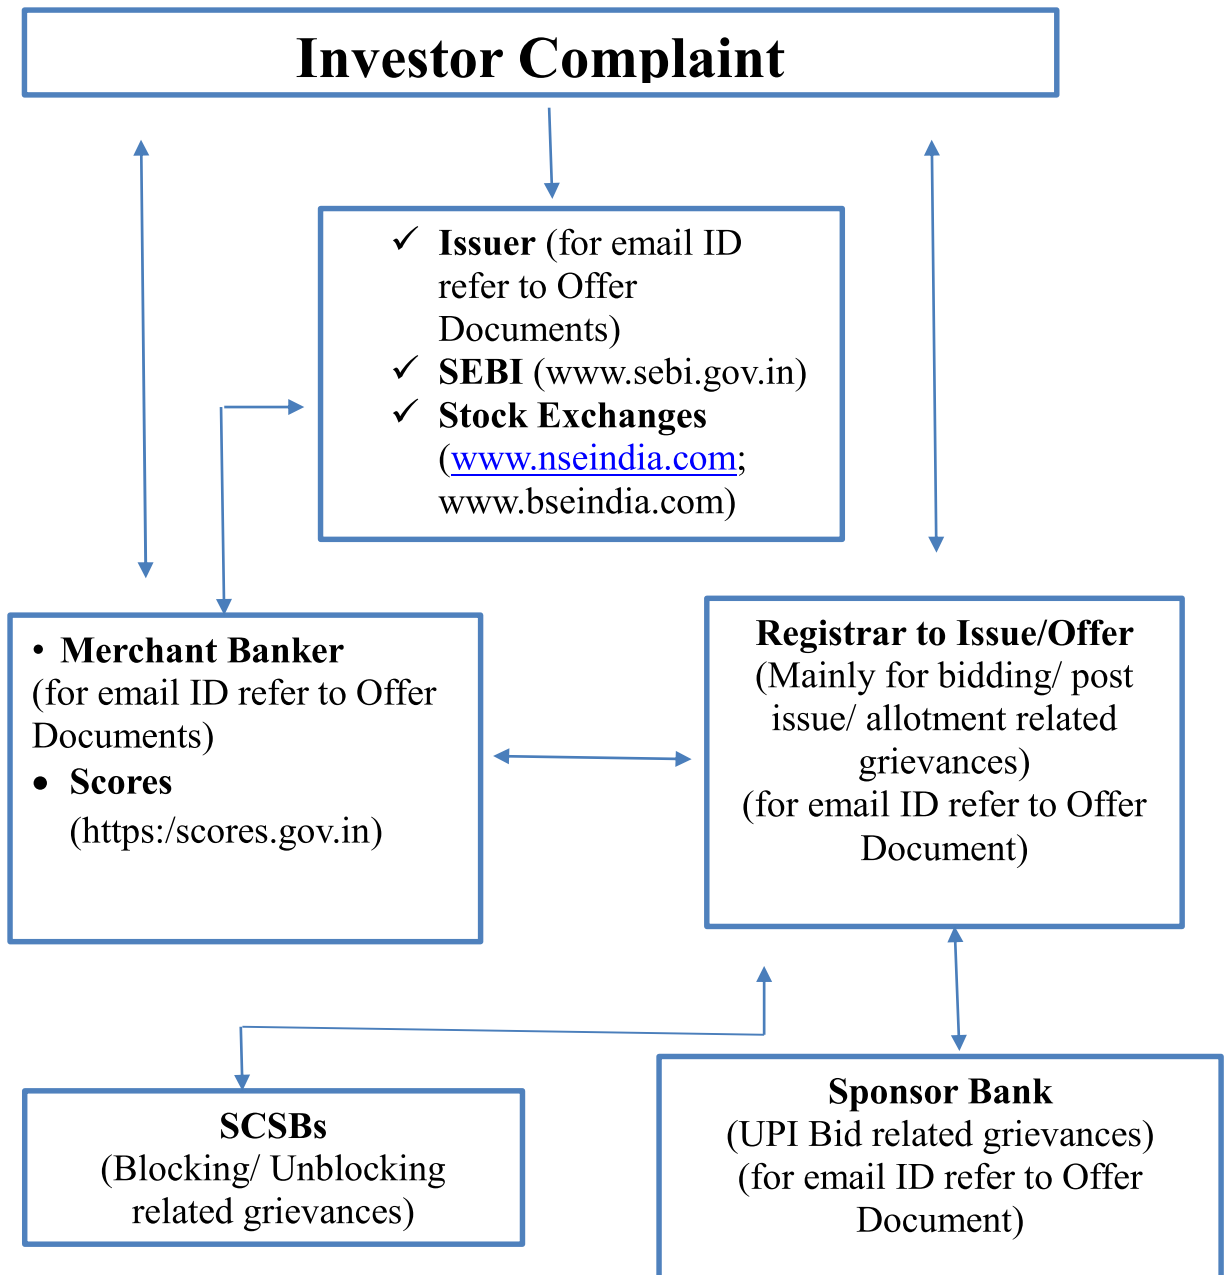 Investor Complaint
✓ Issuer (for email ID
refer to Offer
Documents)
✓ SEBI (www.sebi.gov.in)
✓ Stock Exchanges
(www.nseindia.com;
www.bseindia.com)
• Merchant Banker
(for email ID refer to Offer
Documents)
• Scores
(https:/scores.gov.in)
Registrar to Issue/Offer
(Mainly for bidding/ post
issue/ allotment related
grievances)
(for email ID refer to Offer
Document)
SCSBs
(Blocking/ Unblocking
related grievances)
Sponsor Bank
(UPI Bid related grievances)
(for email ID refer to Offer
Document)